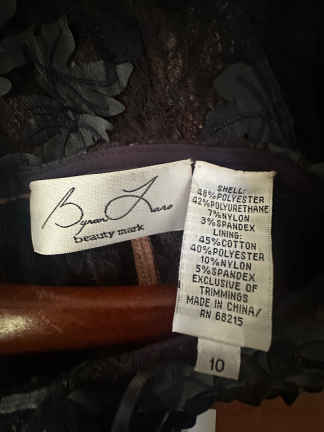 Byron Lars
beauty mark
SHELL:
48%POLYESTER
42%POLYURETHANE
7%NYLON
3%SPANDEX
LINING:
45%COTTON
40%POLYESTER
10%NYLON
5%SPANDEX
EXCLUSIVE OF
TRIMMINGS
MADE IN CHINA/
RN 68215
10